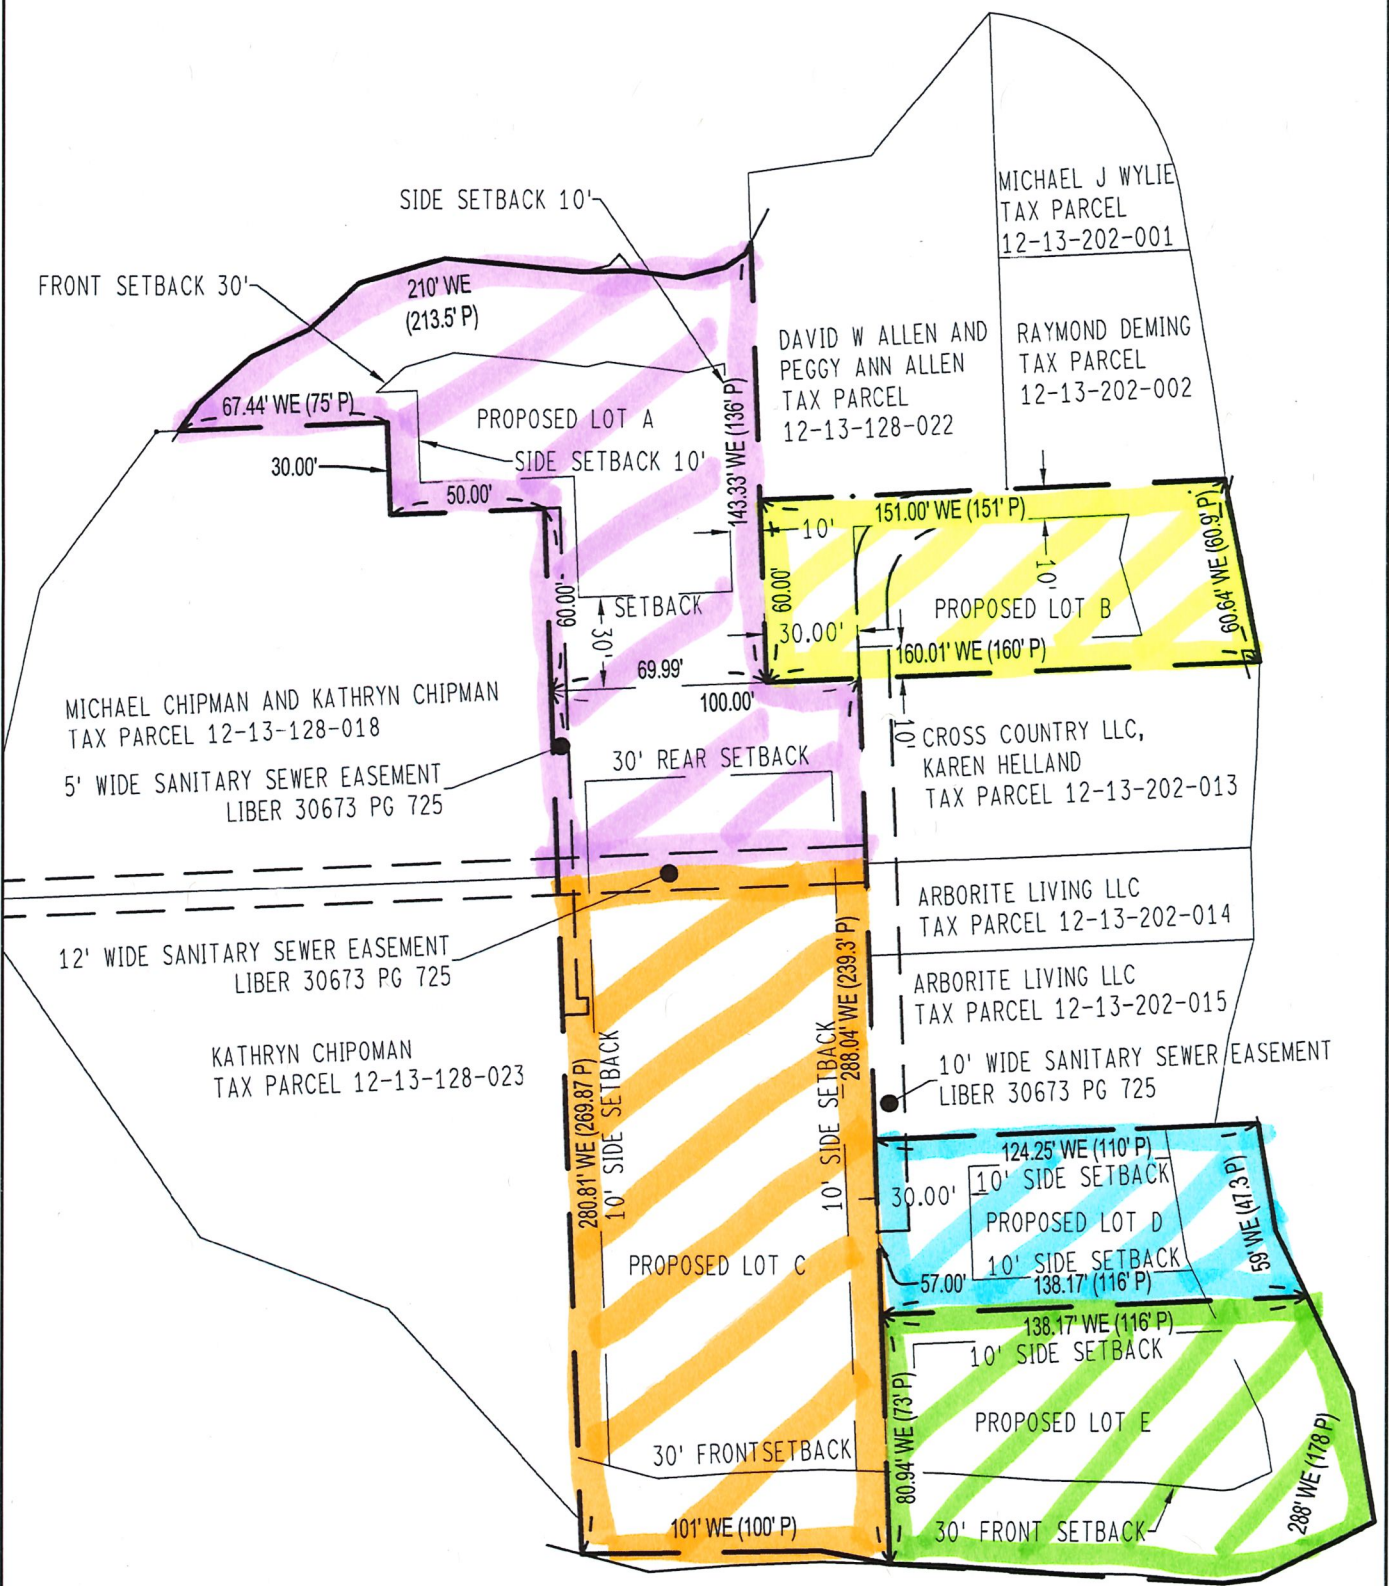 MICHAEL J WYLIE
TAX PARCEL
12-13-202-001
SIDE SETBACK 10'
FRONT SETBACK 30'
210' WE
(213.5' P)
DAVID W ALLEN AND
PEGGY ANN ALLEN
TAX PARCEL
12-13-128-022
RAYMOND DEMING
TAX PARCEL
12-13-202-002
67.44' WE (75' P)
PROPOSED LOT A
143.33' WE (136' P)
30.00'
SIDE SETBACK 10'
50.00'
151.00' WE (151' P)
10'
10'
60.64' WE (60.9' P)
60.00'
60.00'
SETBACK
PROPOSED LOT B
30'
30.00'
160.01' WE (160' P)
69.99'
100.00'
10'
MICHAEL CHIPMAN AND KATHRYN CHIPMAN
TAX PARCEL 12-13-128-018
CROSS COUNTRY LLC,
KAREN HELLAND
TAX PARCEL 12-13-202-013
30' REAR SETBACK
5' WIDE SANITARY SEWER EASEMENT
LIBER 30673 PG 725
ARBORITE LIVING LLC
TAX PARCEL 12-13-202-014
12' WIDE SANITARY SEWER EASEMENT
LIBER 30673 PG 725
288.04' WE (239.3' P)
ARBORITE LIVING LLC
TAX PARCEL 12-13-202-015
KATHRYN CHIPOMAN
TAX PARCEL 12-13-128-023
10' WIDE SANITARY SEWER EASEMENT
LIBER 30673 PG 725
280.81' WE (269.87 P)
10' SIDE SETBACK
10' SIDE SETBACK
124.25' WE (110' P)
10' SIDE SETBACK
30.00'
PROPOSED LOT D
59' WE (47.3 P)
10' SIDE SETBACK
PROPOSED LOT C
57.00'
138.17' (116' P)
138.17' WE (116' P)
10' SIDE SETBACK
80.94' WE (73' P)
PROPOSED LOT E
30' FRONTSETBACK
288' WE (178 P)
101' WE (100' P)
30' FRONT SETBACK